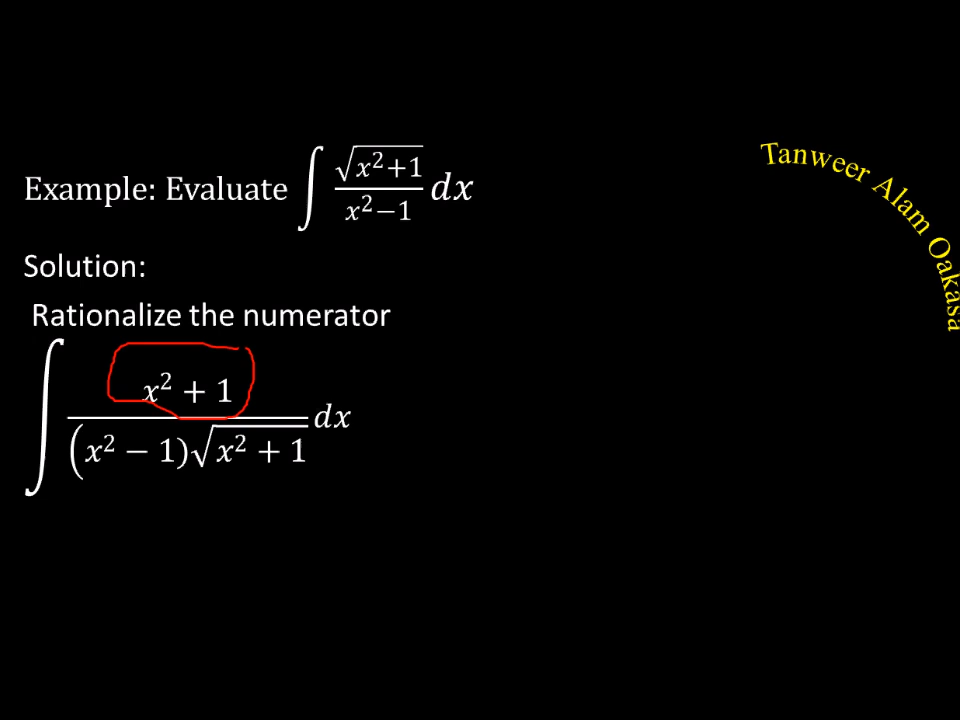 Example: Evaluate ∫ √(x²+1) / (x²−1) dx
Solution:
Rationalize the numerator
∫ (x² + 1) / ((x² − 1)√(x² + 1)) dx
Tanweer Alam Oakasa